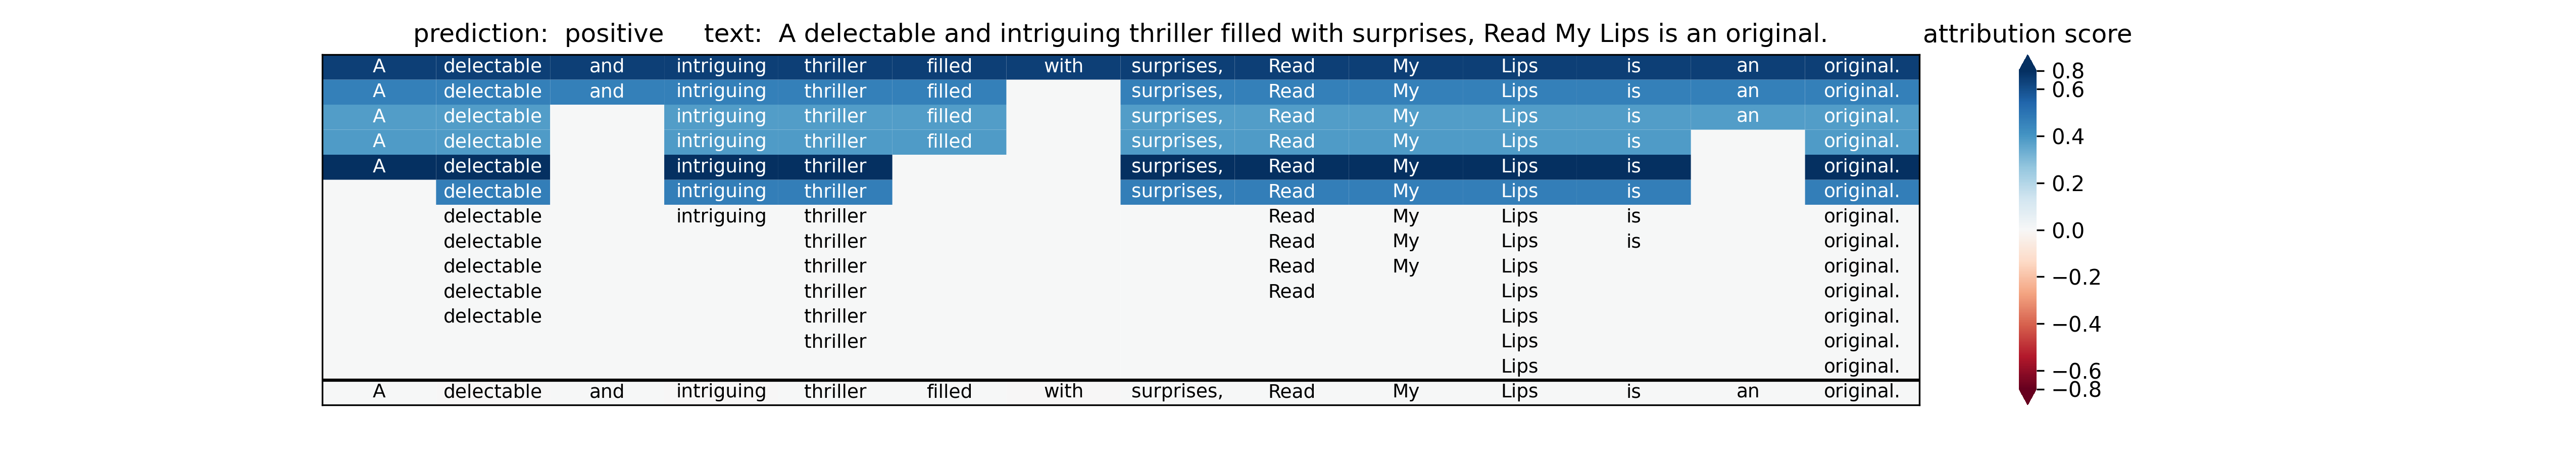 prediction: positive text: A delectable and intriguing thriller filled with surprises, Read My Lips is an original. attribution score
A delectable and intriguing thriller filled with surprises, Read My Lips is an original.
A delectable and intriguing thriller filled surprises, Read My Lips is an original.
A delectable intriguing thriller filled surprises, Read My Lips is an original.
A delectable intriguing thriller filled surprises, Read My Lips is original.
A delectable intriguing thriller surprises, Read My Lips is original.
delectable intriguing thriller surprises, Read My Lips is original.
delectable intriguing thriller Read My Lips is original.
delectable thriller Read My Lips is original.
delectable thriller Read My Lips original.
delectable thriller Read Lips original.
delectable thriller Lips original.
thriller Lips original.
Lips original.
A delectable and intriguing thriller filled with surprises, Read My Lips is an original.
0.8
0.6
0.4
0.2
0.0
−0.2
−0.4
−0.6
−0.8